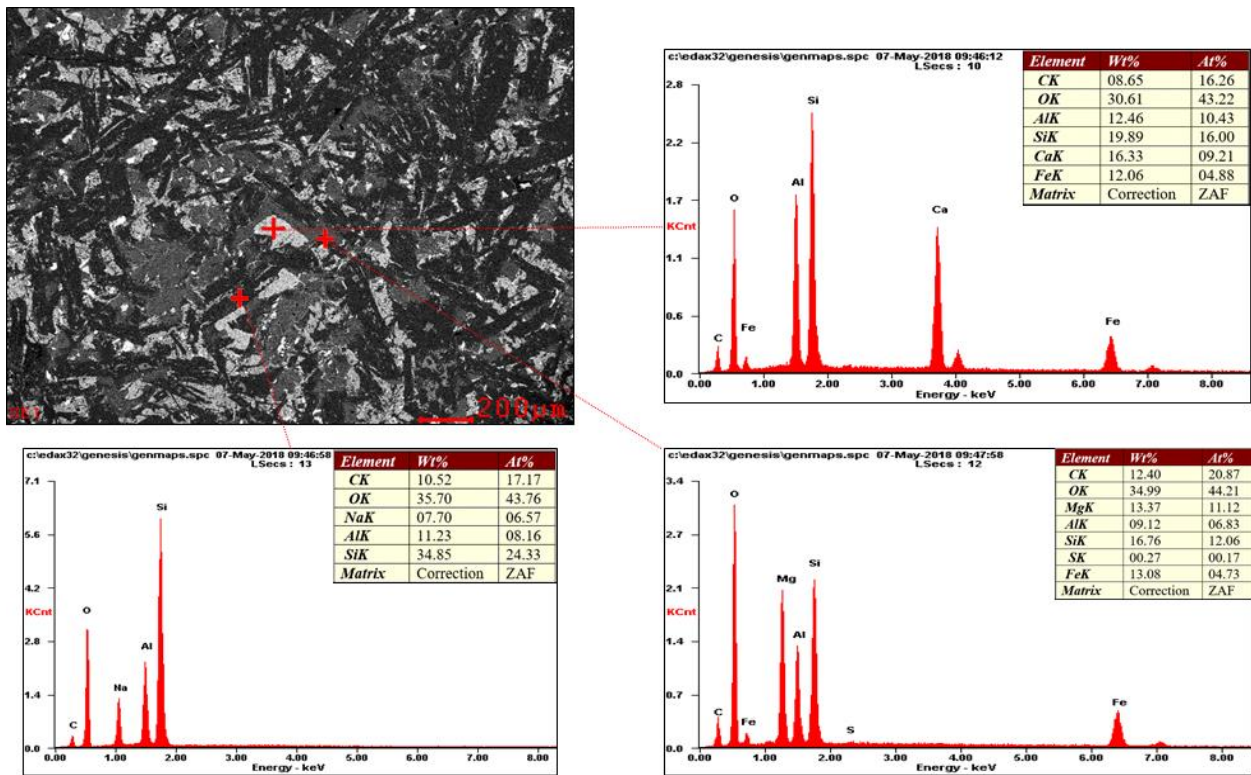 200µm
c:\edax32\genesis\genmaps.spc 07-May-2018 09:46:12
LSecs : 10
Element Wt% At%
CK 08.65 16.26
OK 30.61 43.22
AlK 12.46 10.43
SiK 19.89 16.00
CaK 16.33 09.21
FeK 12.06 04.88
Matrix Correction ZAF
2.8
2.2
1.7
KCnt
1.1
0.6
0.0
C
O
Fe
Al
Si
Ca
Fe
0.00 1.00 2.00 3.00 4.00 5.00 6.00 7.00 8.00
Energy - keV
c:\edax32\genesis\genmaps.spc 07-May-2018 09:46:58
LSecs : 13
Element Wt% At%
CK 10.52 17.17
OK 35.70 43.76
NaK 07.70 06.57
AlK 11.23 08.16
SiK 34.85 24.33
Matrix Correction ZAF
7.1
5.6
4.2
KCnt
2.8
1.4
0.0
C
O
Na
Al
Si
0.00 1.00 2.00 3.00 4.00 5.00 6.00 7.00 8.00
Energy - keV
c:\edax32\genesis\genmaps.spc 07-May-2018 09:47:58
LSecs : 12
Element Wt% At%
CK 12.40 20.87
OK 34.99 44.21
MgK 13.37 11.12
AlK 09.12 06.83
SiK 16.76 12.06
SK 00.27 00.17
FeK 13.08 04.73
Matrix Correction ZAF
3.4
2.7
2.1
KCnt
1.4
0.7
0.0
C
O
Fe
Mg
Al
Si
S
Fe
0.00 1.00 2.00 3.00 4.00 5.00 6.00 7.00 8.00
Energy - keV